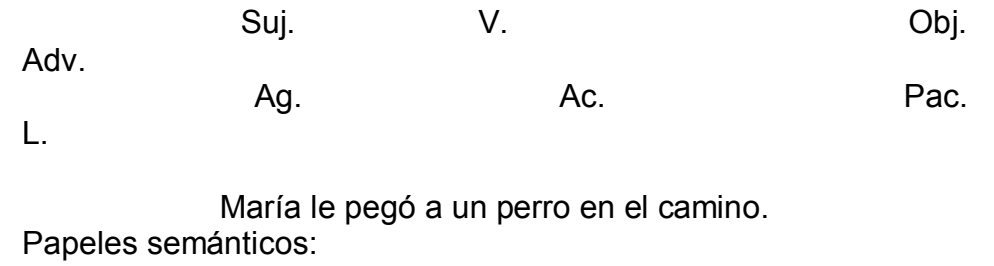 Suj. V. Obj.
Adv.
Ag. Ac. Pac.
L.
María le pegó a un perro en el camino.
Papeles semánticos: